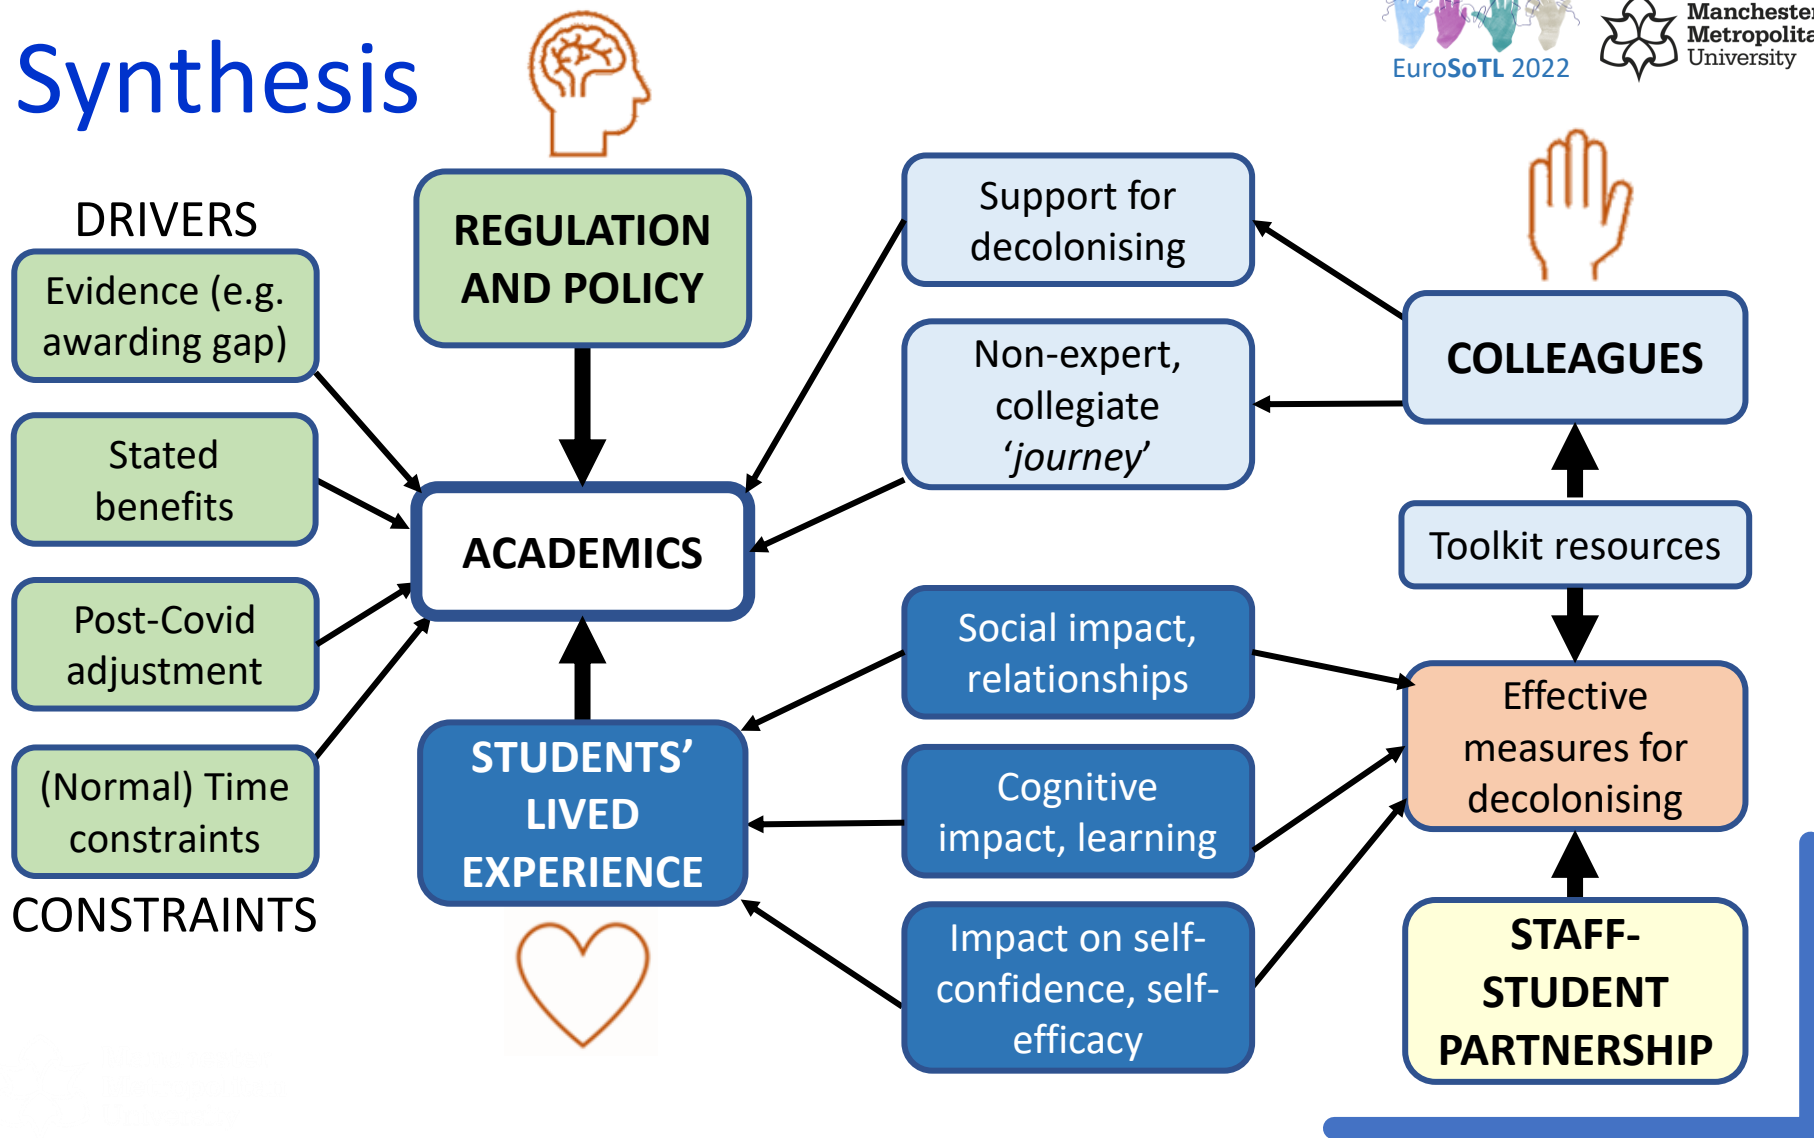 Synthesis
EuroSoTL 2022
Manchester
Metropolita
University
DRIVERS
Evidence (e.g.
awarding gap)
Stated
benefits
Post-Covid
adjustment
(Normal) Time
constraints
CONSTRAINTS
REGULATION
AND POLICY
ACADEMICS
STUDENTS’
LIVED
EXPERIENCE
Support for
decolonising
Non-expert,
collegiate
‘journey’
Social impact,
relationships
Cognitive
impact, learning
Impact on self-
confidence, self-
efficacy
COLLEAGUES
Toolkit resources
Effective
measures for
decolonising
STAFF-
STUDENT
PARTNERSHIP